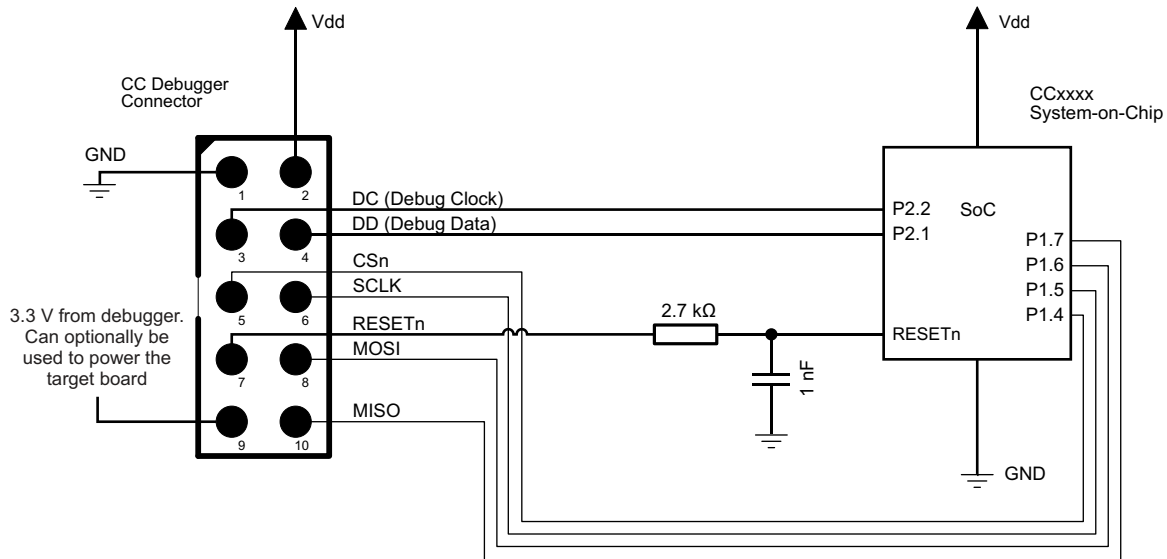 Vdd
Vdd
CC Debugger
Connector
CCxxxx
System-on-Chip
GND
1
2
DC (Debug Clock)
P2.2
SoC
DD (Debug Data)
P2.1
3
4
P1.7
CSn
P1.6
SCLK
P1.5
5
6
3.3 V from debugger.
Can optionally be
used to power the
target board
2.7 kΩ
P1.4
RESETn
RESETn
MOSI
7
8
1 nF
MISO
9
10
GND